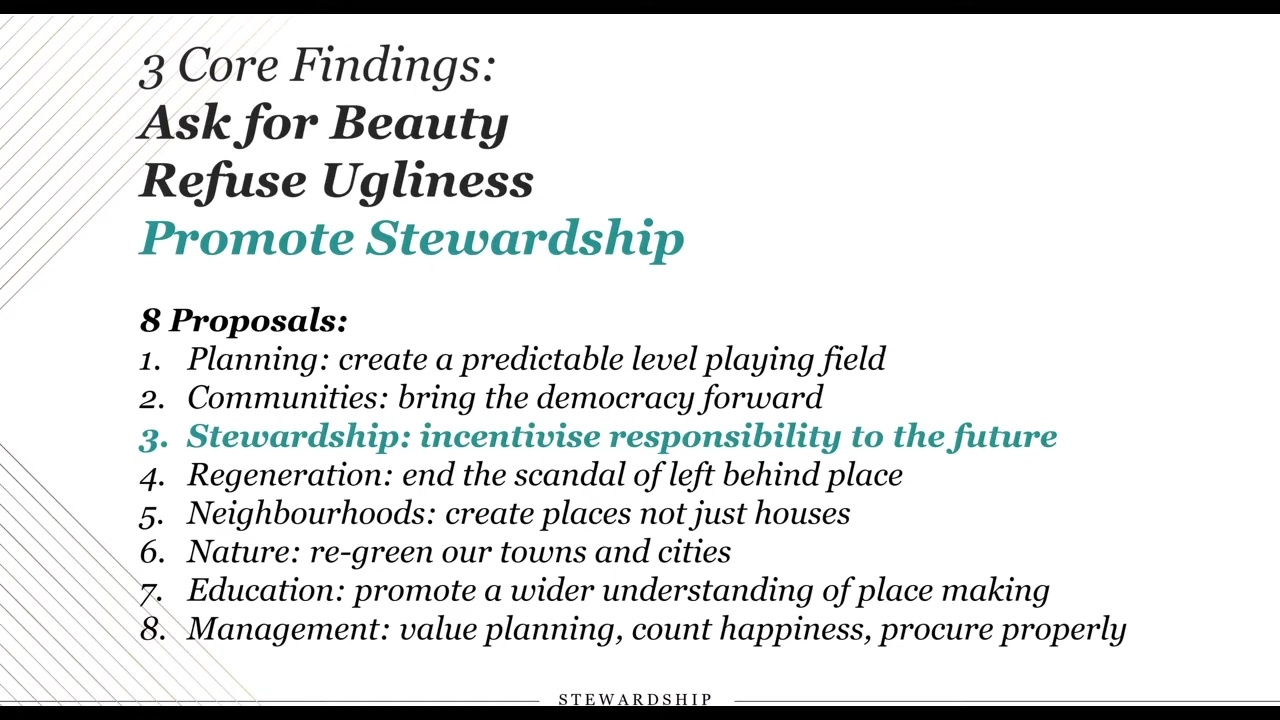 3 Core Findings:
Ask for Beauty
Refuse Ugliness
Promote Stewardship
8 Proposals:
1. Planning: create a predictable level playing field
2. Communities: bring the democracy forward
3. Stewardship: incentivise responsibility to the future
4. Regeneration: end the scandal of left behind place
5. Neighbourhoods: create places not just houses
6. Nature: re-green our towns and cities
7. Education: promote a wider understanding of place making
8. Management: value planning, count happiness, procure properly
STEWARDSHIP